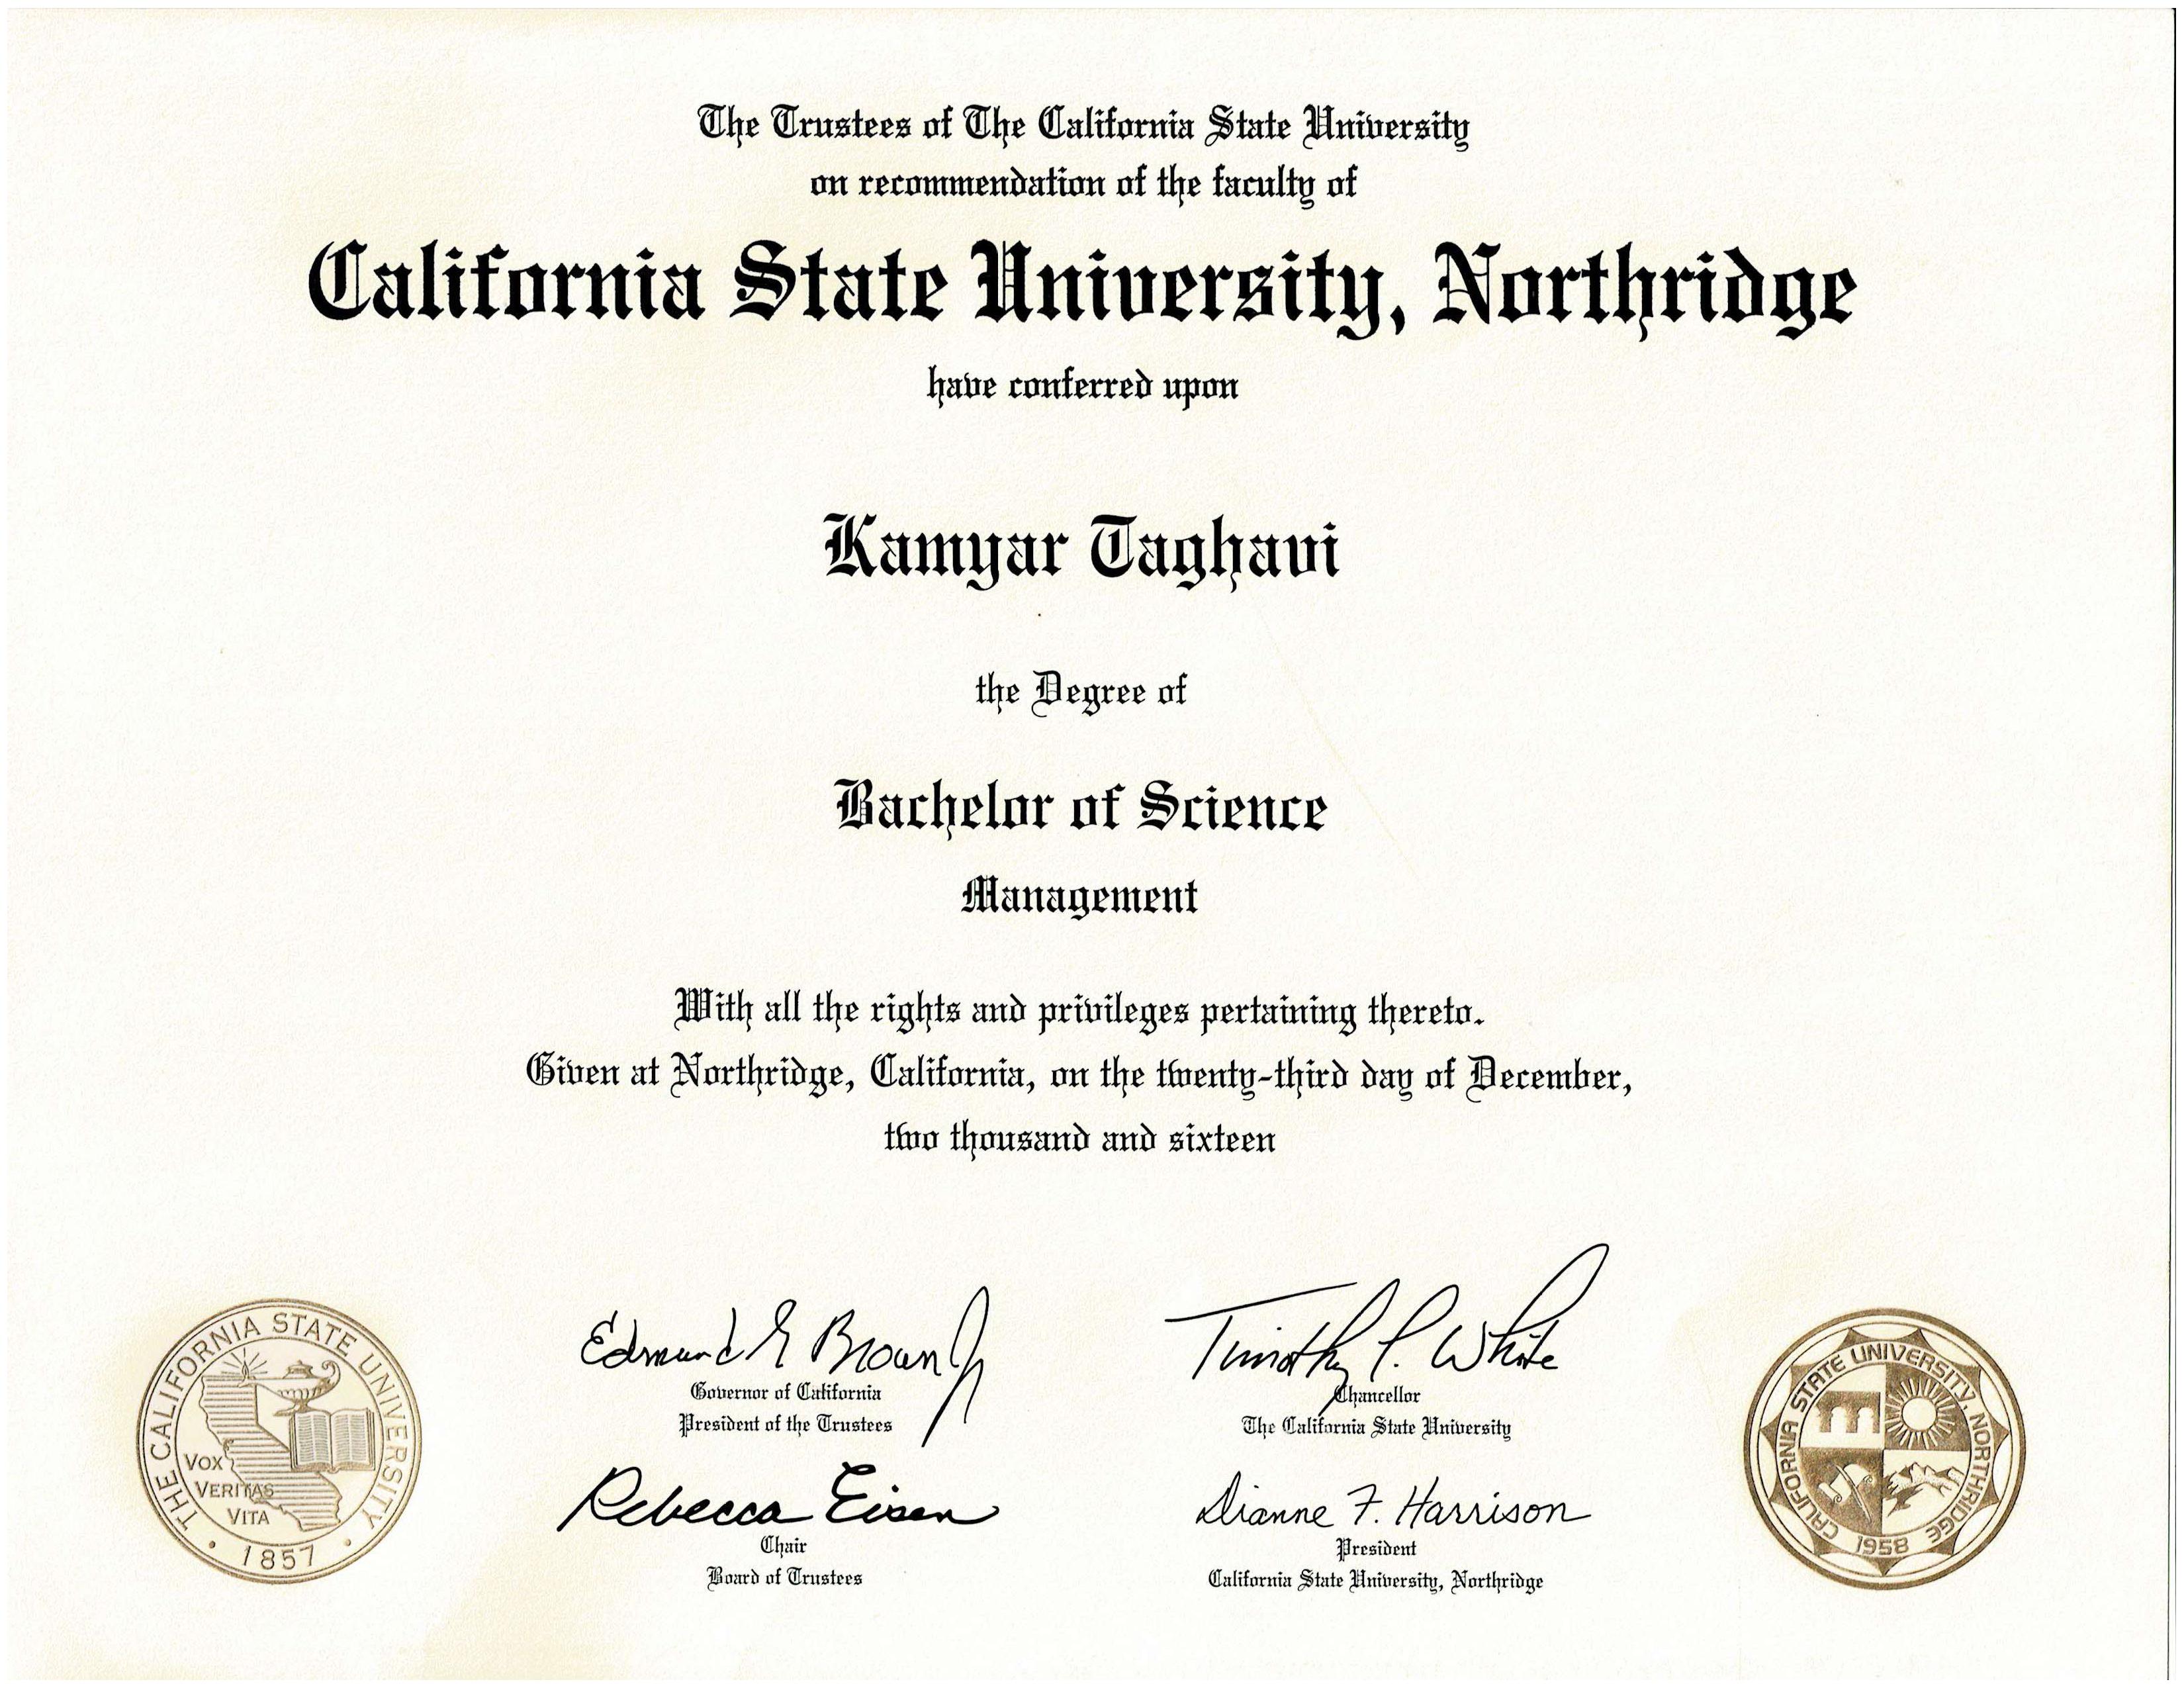 The Trustees of The California State University
on recommendation of the faculty of
California State University, Northridge
have conferred upon
Kamyar Taghavi
the Degree of
Bachelor of Science
Management
With all the rights and privileges pertaining thereto.
Given at Northridge, California, on the twenty-third day of December,
two thousand and sixteen
Edmund G Brown Jr
Governor of California
President of the Trustees
Timothy P. White
Chancellor
The California State University
Rebecca Eisen
Chair
Board of Trustees
Dianne F. Harrison
President
California State University, Northridge
THE CALIFORNIA STATE UNIVERSITY
VOX
VERITAS
VITA
1857
CALIFORNIA STATE UNIVERSITY, NORTHRIDGE
1958